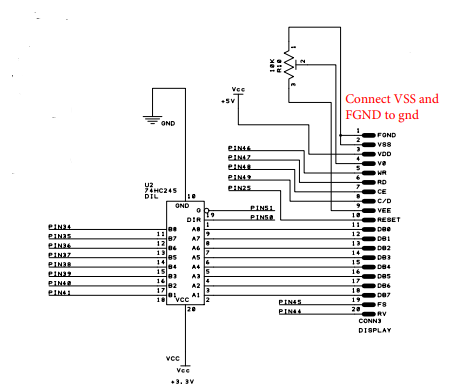 1
10K
R10
2
3
Vcc
+5V
Connect VSS and
FGND to gnd
GND
1 FGND
2 VSS
3 VDD
4 V0
PIN46 5 WR
PIN47 6 RD
PIN48 7 CE
PIN49 8 C/D
9 VEE
PIN25 10 RESET
U2
74HC245
DIL
10
GND
G 19 PIN51
DIR 1 PIN50
PIN34 11 B8 A8 9 11 DB0
PIN35 12 B7 A7 8 12 DB1
PIN36 13 B6 A6 7 13 DB2
PIN37 14 B5 A5 6 14 DB3
PIN38 15 B4 A4 5 15 DB4
PIN39 16 B3 A3 4 16 DB5
PIN40 17 B2 A2 3 17 DB6
PIN41 18 B1 A1 2 18 DB7
VCC
20
PIN45 19 FS
PIN44 20 RV
CONN3
DISPLAY
VCC
Vcc
+3.3V